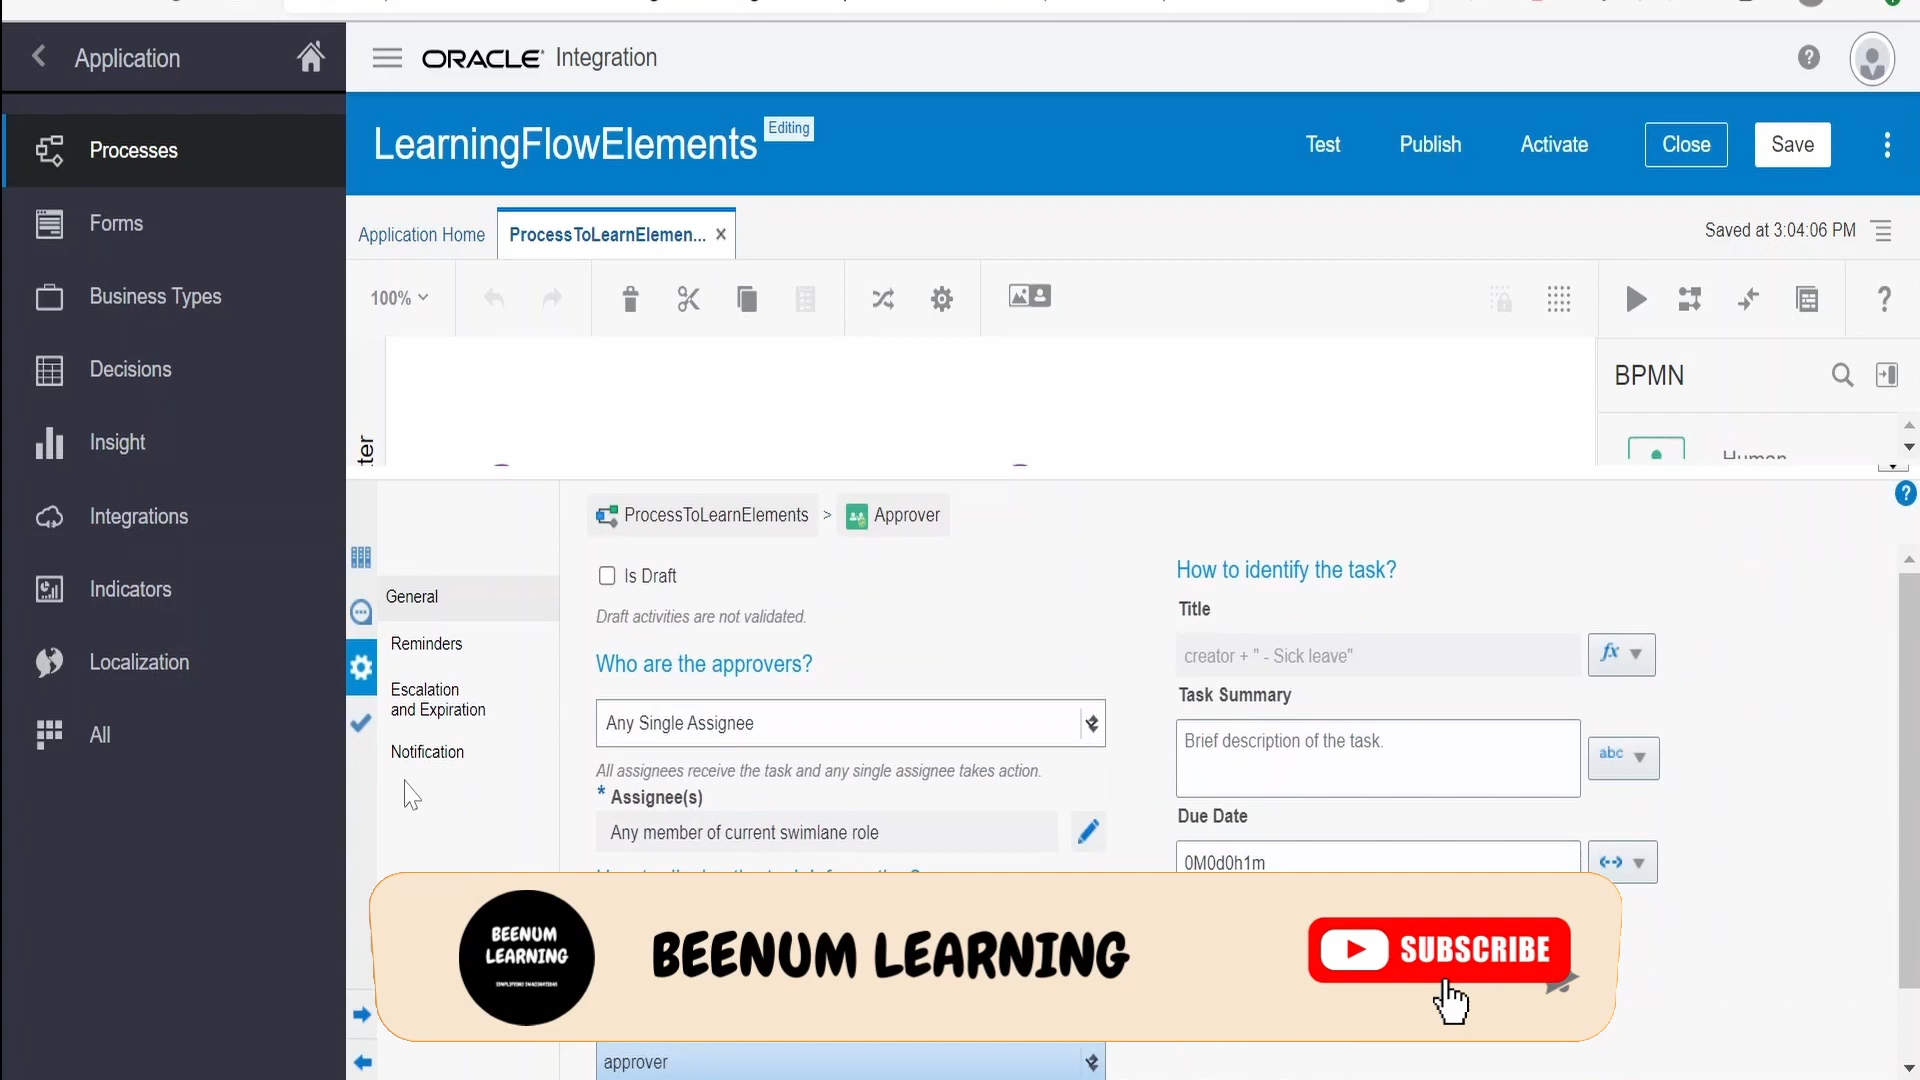 Application
ORACLE Integration
LearningFlowElements
Editing
Test
Publish
Activate
Close
Save
Processes
Forms
Business Types
Decisions
Insight
Integrations
Indicators
Localization
All
Application Home
ProcessToLearnElemen...
Saved at 3:04:06 PM
100%
?
BPMN
Human
ter
ProcessToLearnElements > Approver
General
Reminders
Escalation
and Expiration
Notification
Is Draft
Draft activities are not validated.
Who are the approvers?
Any Single Assignee
All assignees receive the task and any single assignee takes action.
* Assignee(s)
Any member of current swimlane role
How to identify the task?
Title
creator + " - Sick leave"
fx
Task Summary
Brief description of the task.
abc
Due Date
0M0d0h1m
BEENUM
LEARNING
BEENUM LEARNING
SUBSCRIBE
approver